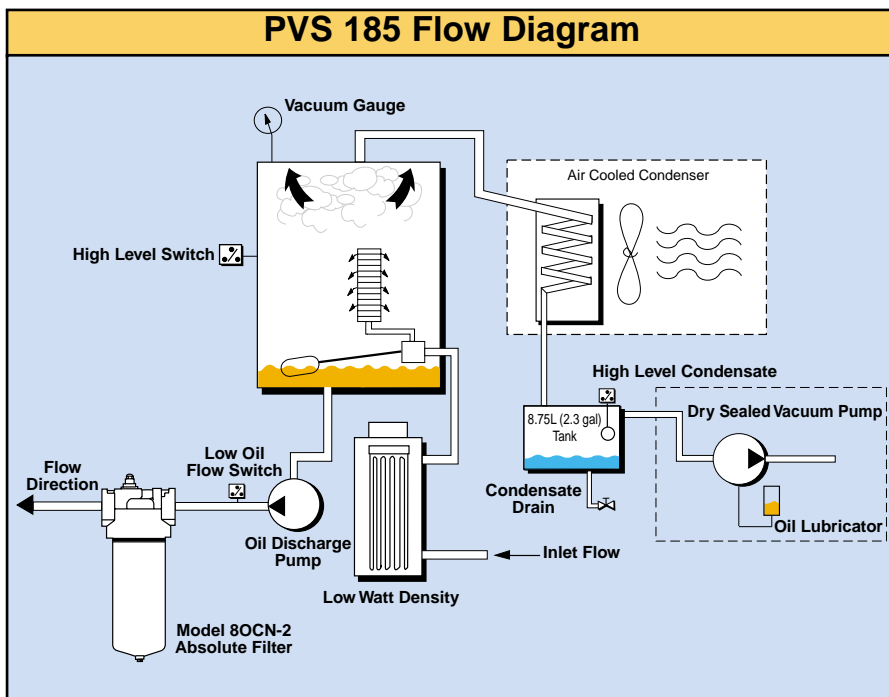 PVS 185 Flow Diagram
Vacuum Gauge
Air Cooled Condenser
High Level Switch
High Level Condensate
8.75L (2.3 gal)
Tank
Dry Sealed Vacuum Pump
Low Oil
Flow Switch
Flow
Direction
Condensate
Drain
Oil Lubricator
Oil Discharge
Pump
Inlet Flow
Low Watt Density
Model 8OCN-2
Absolute Filter